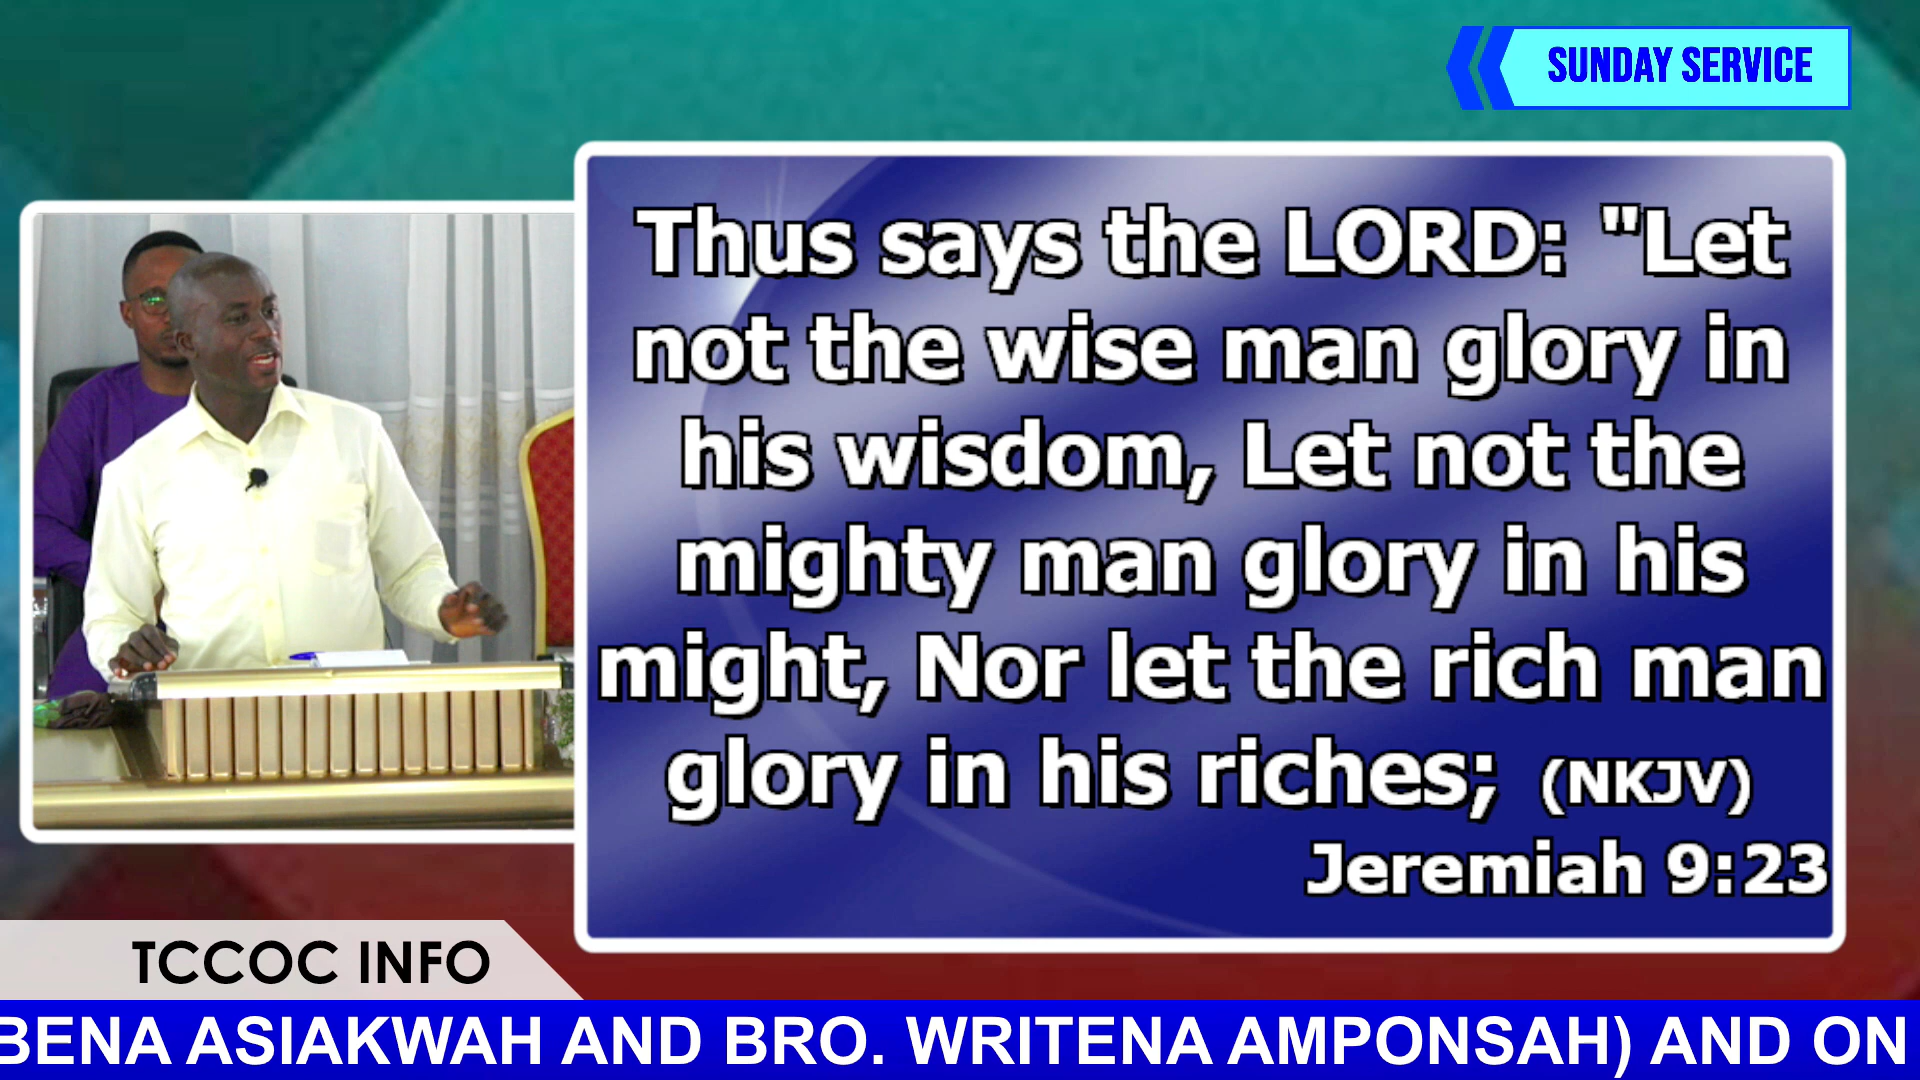 SUNDAY SERVICE
Thus says the LORD: "Let
not the wise man glory in
his wisdom, Let not the
mighty man glory in his
might, Nor let the rich man
glory in his riches; (NKJV)
Jeremiah 9:23
TCCOC INFO
BENA ASIAKWAH AND BRO. WRITENA AMPONSAH) AND ON